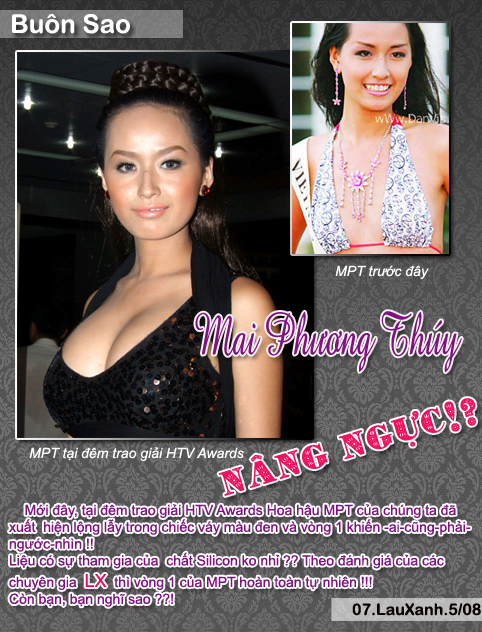 Buôn Sao
wWw.DanWi
VIET
MPT trước đây
Mai Phương Thúy
MPT tại đêm trao giải HTV Awards
NÂNG NGỰC!?
Mới đây, tại đêm trao giải HTV Awards Hoa hậu MPT của chúng ta đã
xuất hiện lộng lẫy trong chiếc váy màu đen và vòng 1 khiến -ai-cũng-phải-
ngước-nhìn !!
Liệu có sự tham gia của chất Silicon ko nhỉ ?? Theo đánh giá của các
chuyên gia LX thì vòng 1 của MPT hoàn toàn tự nhiên !!!
Còn bạn, bạn nghĩ sao ??!
07.LauXanh.5/08